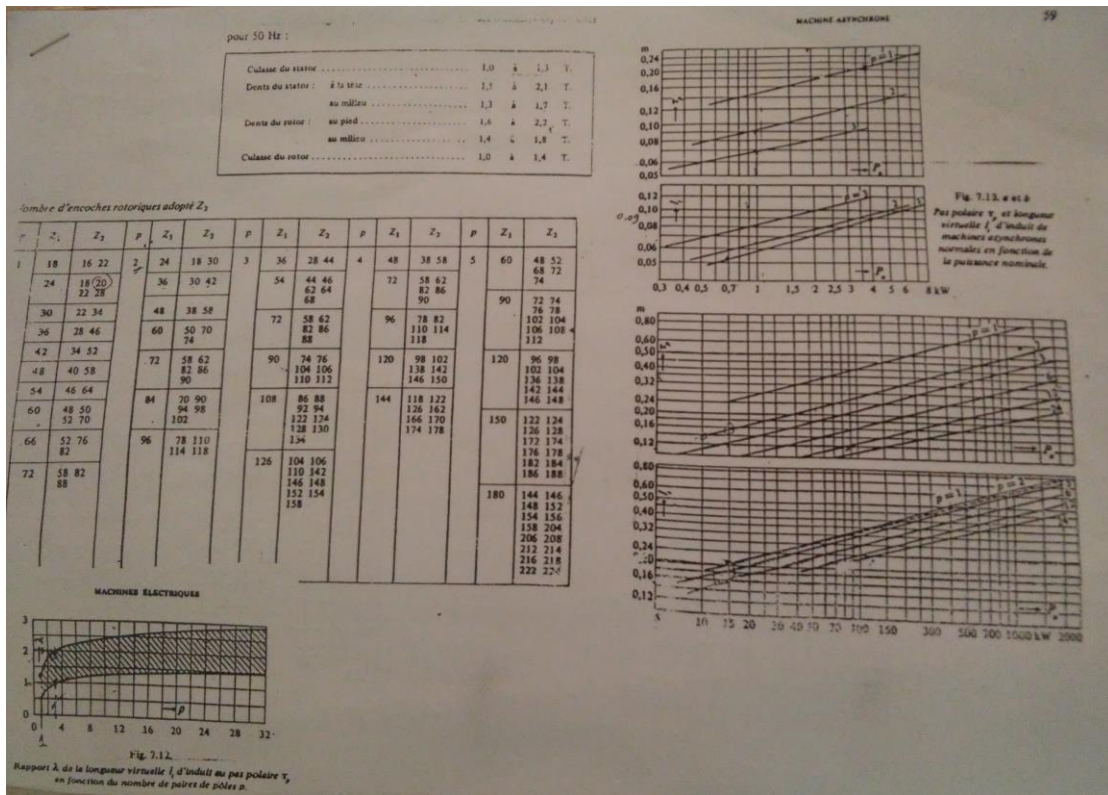 MACHINE ASYNCHRONE
59
pour 50 Hz :
Culasse du stator ........ 1,0 à 1,3 T.
Dents du stator : à la tête ........ 1,5 à 2,1 T.
au milieu ........ 1,3 à 1,7 T.
Dents du rotor : au pied ........ 1,6 à 2,2 T.
au milieu ........ 1,4 à 1,8 T.
Culasse du rotor ........ 1,0 à 1,4 T.
Nombre d'encoches rotoriques adopté Z₂
Z₁ Z₂ P Z₁ Z₂ P Z₁ Z₂ P Z₁ Z₂ P Z₁ Z₂
1 18 16 22
24 18 20
22 28
30 22 34
36 28 46
42 34 52
48 40 58
54 46 64
60 48 50
52 70
66 52 76
82
72 58 82
88
2 24 18 30
36 30 42
48 38 58
60 50 70
74
72 58 62
82 86
90
84 70 90
94 98
102
96 78 110
114 118
3 36 28 44
54 44 46
62 64
68
72 58 62
82 86
88
90 74 76
104 106
110 112
108 86 88
92 94
122 124
128 130
134
126 104 106
110 142
146 148
152 154
158
4 48 38 58
72 58 62
82 86
90
96 78 82
110 114
118
120 98 102
138 142
146 150
144 118 122
126 162
166 170
174 178
5 60 48 52
68 72
74
90 72 74
76 78
102 104
106 108
112
120 96 98
102 104
136 138
142 144
146 148
150 122 124
126 128
172 174
176 178
182 184
186 188
180 144 146
148 152
154 156
158 204
206 208
212 214
216 218
222 224
MACHINES ÉLECTRIQUES
3
2
1
0
λ
p
0 4 8 12 16 20 24 28 32
1
Fig. 7.12.
Rapport λ de la longueur virtuelle lᵢ d'induit au pas polaire τₚ
en fonction du nombre de paires de pôles p.
m
0,24
0,20
0,16
0,12
0,10
0,08
0,06
0,05
p = 1
2
3
Pₙ
0,12
0,10
0,09
0,08
0,06
0,05
Pₙ
0,3 0,4 0,5 0,7 1 1,5 2 3 4 5 6 8 kW
Fig. 7.13. a et b
Pas polaire τₚ et longueur
virtuelle lᵢ d'induit de
machines asynchrones
normales en fonction de
la puissance nominale.
m
0,80
0,60
0,50
0,40
0,32
0,24
0,20
0,16
0,12
p = 1
Pₙ
0,80
0,60
0,50
0,40
0,32
0,24
0,16
0,12
p = 1
p = 2
Pₙ
5 10 15 20 30 40 50 70 100 150 300 500 700 1000 kW 2000